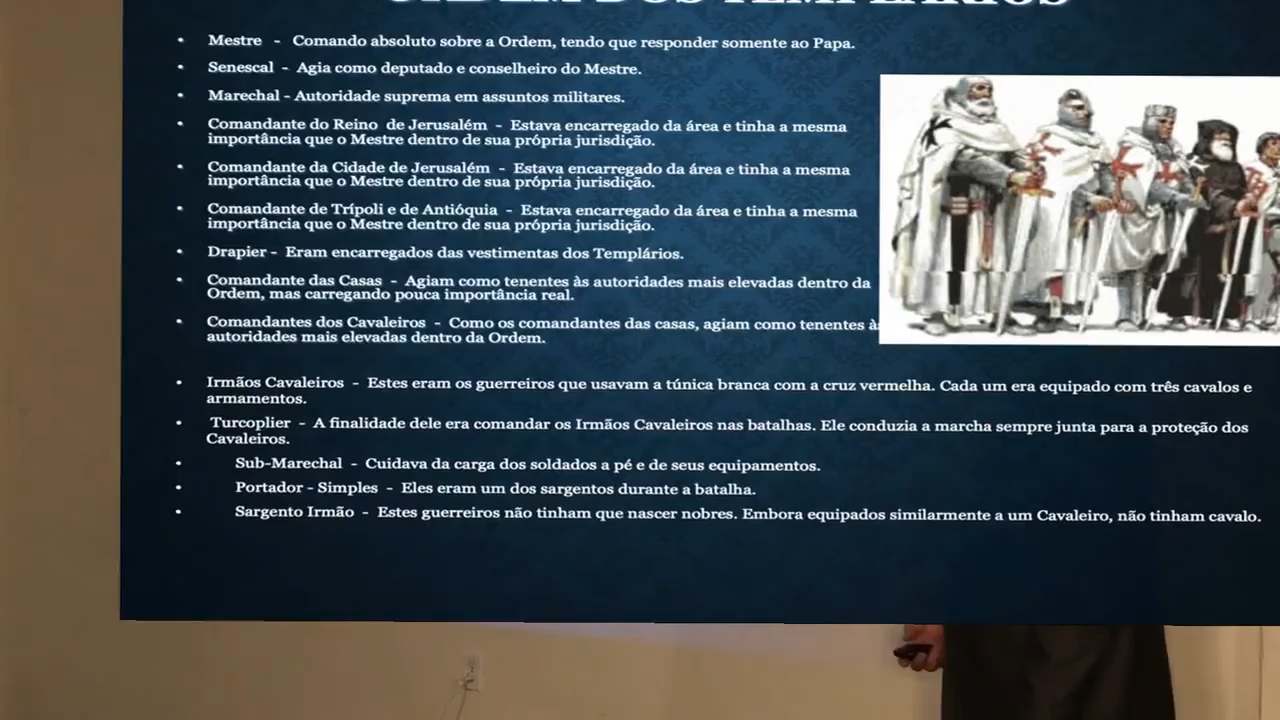 • Mestre - Comando absoluto sobre a Ordem, tendo que responder somente ao Papa.
• Senescal - Agia como deputado e conselheiro do Mestre.
• Marechal - Autoridade suprema em assuntos militares.
• Comandante do Reino de Jerusalém - Estava encarregado da área e tinha a mesma
importância que o Mestre dentro de sua própria jurisdição.
• Comandante da Cidade de Jerusalém - Estava encarregado da área e tinha a mesma
importância que o Mestre dentro de sua própria jurisdição.
• Comandante de Trípoli e de Antióquia - Estava encarregado da área e tinha a mesma
importância que o Mestre dentro de sua própria jurisdição.
• Drapier - Eram encarregados das vestimentas dos Templários.
• Comandante das Casas - Agiam como tenentes às autoridades mais elevadas dentro da
Ordem, mas carregando pouca importância real.
• Comandantes dos Cavaleiros - Como os comandantes das casas, agiam como tenentes às
autoridades mais elevadas dentro da Ordem.
• Irmãos Cavaleiros - Estes eram os guerreiros que usavam a túnica branca com a cruz vermelha. Cada um era equipado com três cavalos e
armamentos.
• Turcoplier - A finalidade dele era comandar os Irmãos Cavaleiros nas batalhas. Ele conduzia a marcha sempre junta para a proteção dos
Cavaleiros.
• Sub-Marechal - Cuidava da carga dos soldados a pé e de seus equipamentos.
• Portador - Simples - Eles eram um dos sargentos durante a batalha.
• Sargento Irmão - Estes guerreiros não tinham que nascer nobres. Embora equipados similarmente a um Cavaleiro, não tinham cavalo.